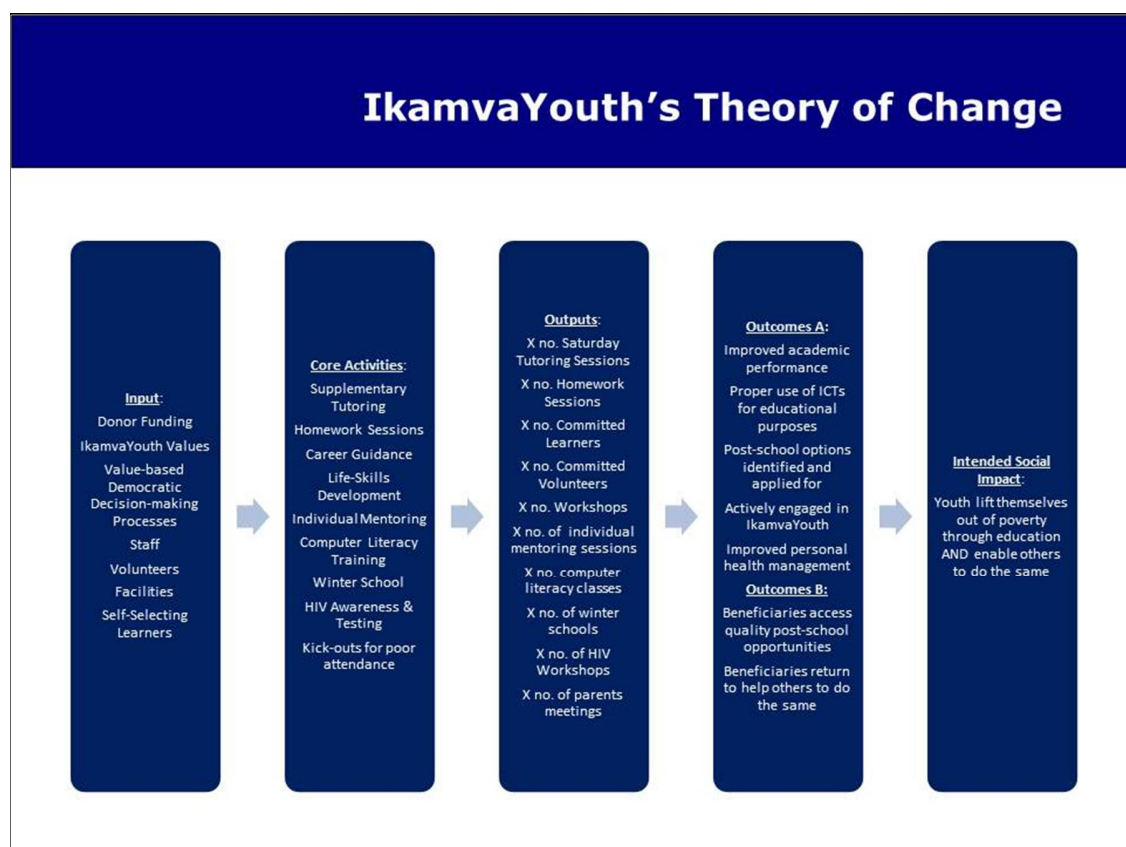 IkamvaYouth's Theory of Change
Input:
Donor Funding
IkamvaYouth Values
Value-based
Democratic
Decision-making
Processes
Staff
Volunteers
Facilities
Self-Selecting
Learners
Core Activities:
Supplementary
Tutoring
Homework Sessions
Career Guidance
Life-Skills
Development
Individual Mentoring
Computer Literacy
Training
Winter School
HIV Awareness &
Testing
Kick-outs for poor
attendance
Outputs:
X no. Saturday
Tutoring Sessions
X no. Homework
Sessions
X no. Committed
Learners
X no. Committed
Volunteers
X no. Workshops
X no. of individual
mentoring sessions
X no. computer
literacy classes
X no. of winter
schools
X no. of HIV
Workshops
X no. of parents
meetings
Outcomes A:
Improved academic
performance
Proper use of ICTs
for educational
purposes
Post-school options
identified and
applied for
Actively engaged in
IkamvaYouth
Improved personal
health management
Outcomes B:
Beneficiaries access
quality post-school
opportunities
Beneficiaries return
to help others to do
the same
Intended Social
Impact:
Youth lift themselves
out of poverty
through education
AND enable others
to do the same